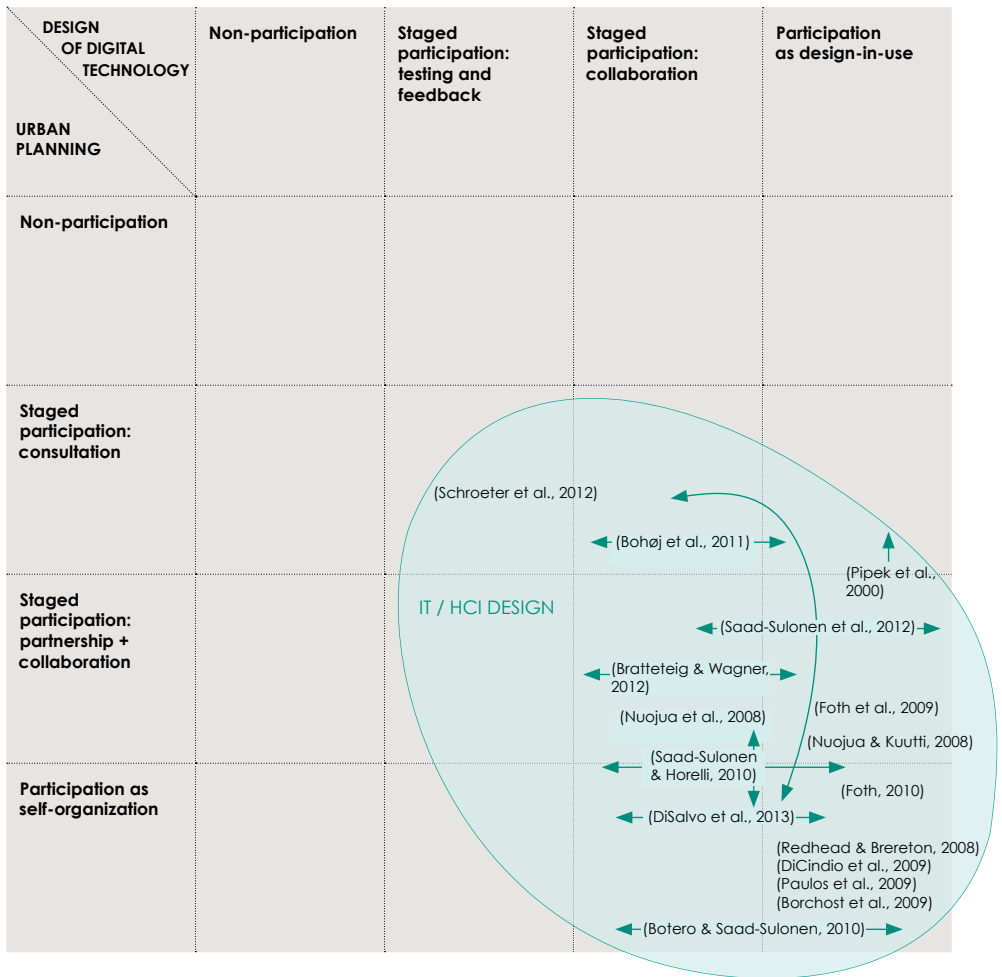 DESIGN
OF DIGITAL
TECHNOLOGY
URBAN
PLANNING
Non-participation
Staged
participation:
testing and
feedback
Staged
participation:
collaboration
Participation
as design-in-use
Non-participation
Staged
participation:
consultation
(Schroeter et al., 2012)
(Bohøj et al., 2011)
(Pipek et al.,
2000)
Staged
participation:
partnership +
collaboration
IT / HCI DESIGN
(Saad-Sulonen et al., 2012)
(Bratteteig & Wagner,
2012)
(Nuojua et al., 2008)
(Foth et al., 2009)
(Nuojua & Kuutti, 2008)
(Saad-Sulonen
& Horelli, 2010)
Participation as
self-organization
(Foth, 2010)
(DiSalvo et al., 2013)
(Redhead & Brereton, 2008)
(DiCindio et al., 2009)
(Paulos et al., 2009)
(Borchost et al., 2009)
(Botero & Saad-Sulonen, 2010)